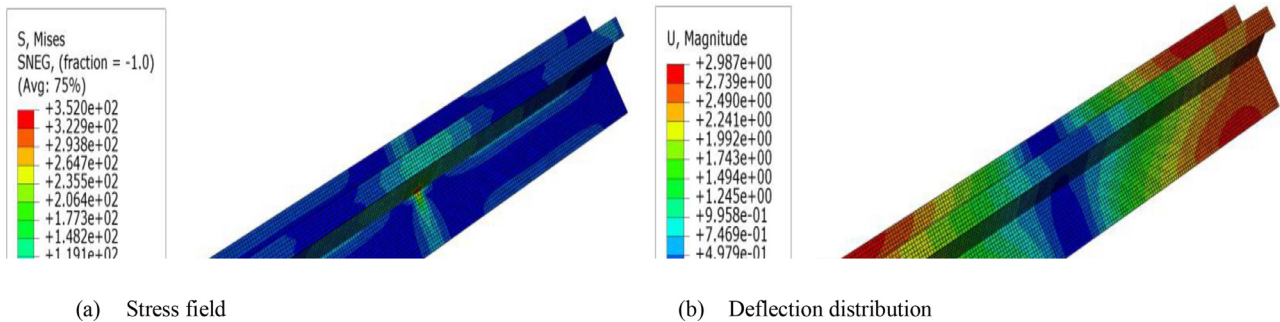 S, Mises
SNEG, (fraction = -1.0)
(Avg: 75%)
+3.520e+02
+3.229e+02
+2.938e+02
+2.647e+02
+2.355e+02
+2.064e+02
+1.773e+02
+1.482e+02
+1.191e+02
U, Magnitude
+2.987e+00
+2.739e+00
+2.490e+00
+2.241e+00
+1.992e+00
+1.743e+00
+1.494e+00
+1.245e+00
+9.958e-01
+7.469e-01
+4.979e-01
(a) Stress field
(b) Deflection distribution